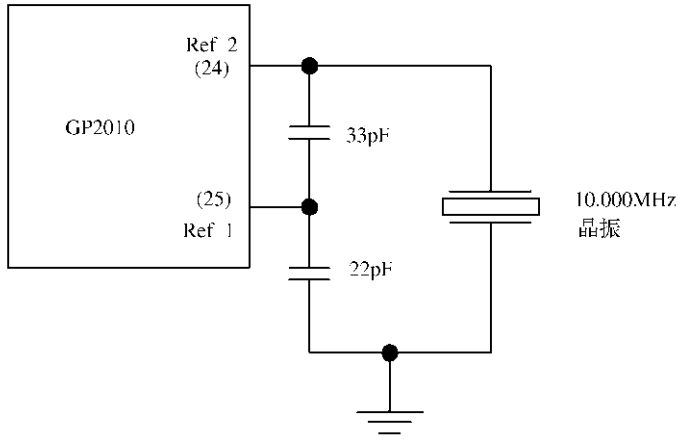 Ref 2
(24)
GP2010
33pF
(25)
Ref 1
10.000MHz
晶振
22pF